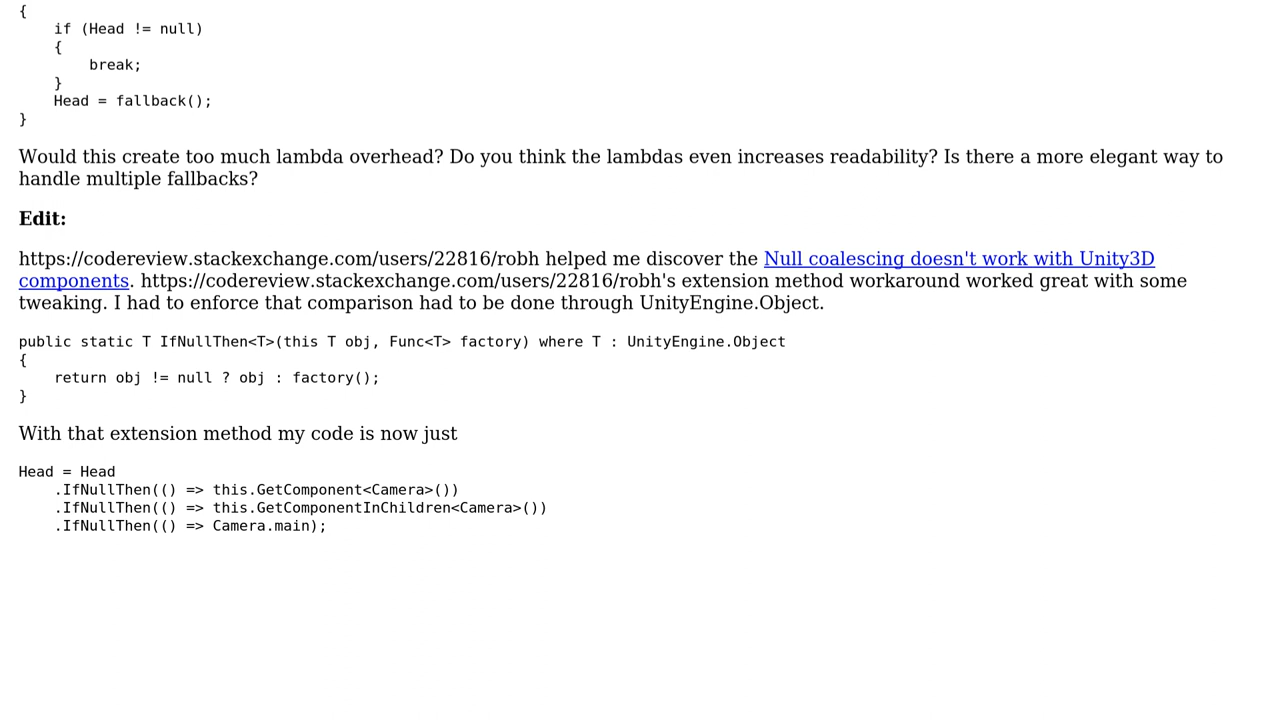 {
    if (Head != null)
    {
        break;
    }
    Head = fallback();
}
Would this create too much lambda overhead? Do you think the lambdas even increases readability? Is there a more elegant way to
handle multiple fallbacks?
Edit:
https://codereview.stackexchange.com/users/22816/robh helped me discover the Null coalescing doesn't work with Unity3D
components. https://codereview.stackexchange.com/users/22816/robh's extension method workaround worked great with some
tweaking. I had to enforce that comparison had to be done through UnityEngine.Object.
public static T IfNullThen<T>(this T obj, Func<T> factory) where T : UnityEngine.Object
{
    return obj != null ? obj : factory();
}
With that extension method my code is now just
Head = Head
    .IfNullThen(() => this.GetComponent<Camera>())
    .IfNullThen(() => this.GetComponentInChildren<Camera>())
    .IfNullThen(() => Camera.main);